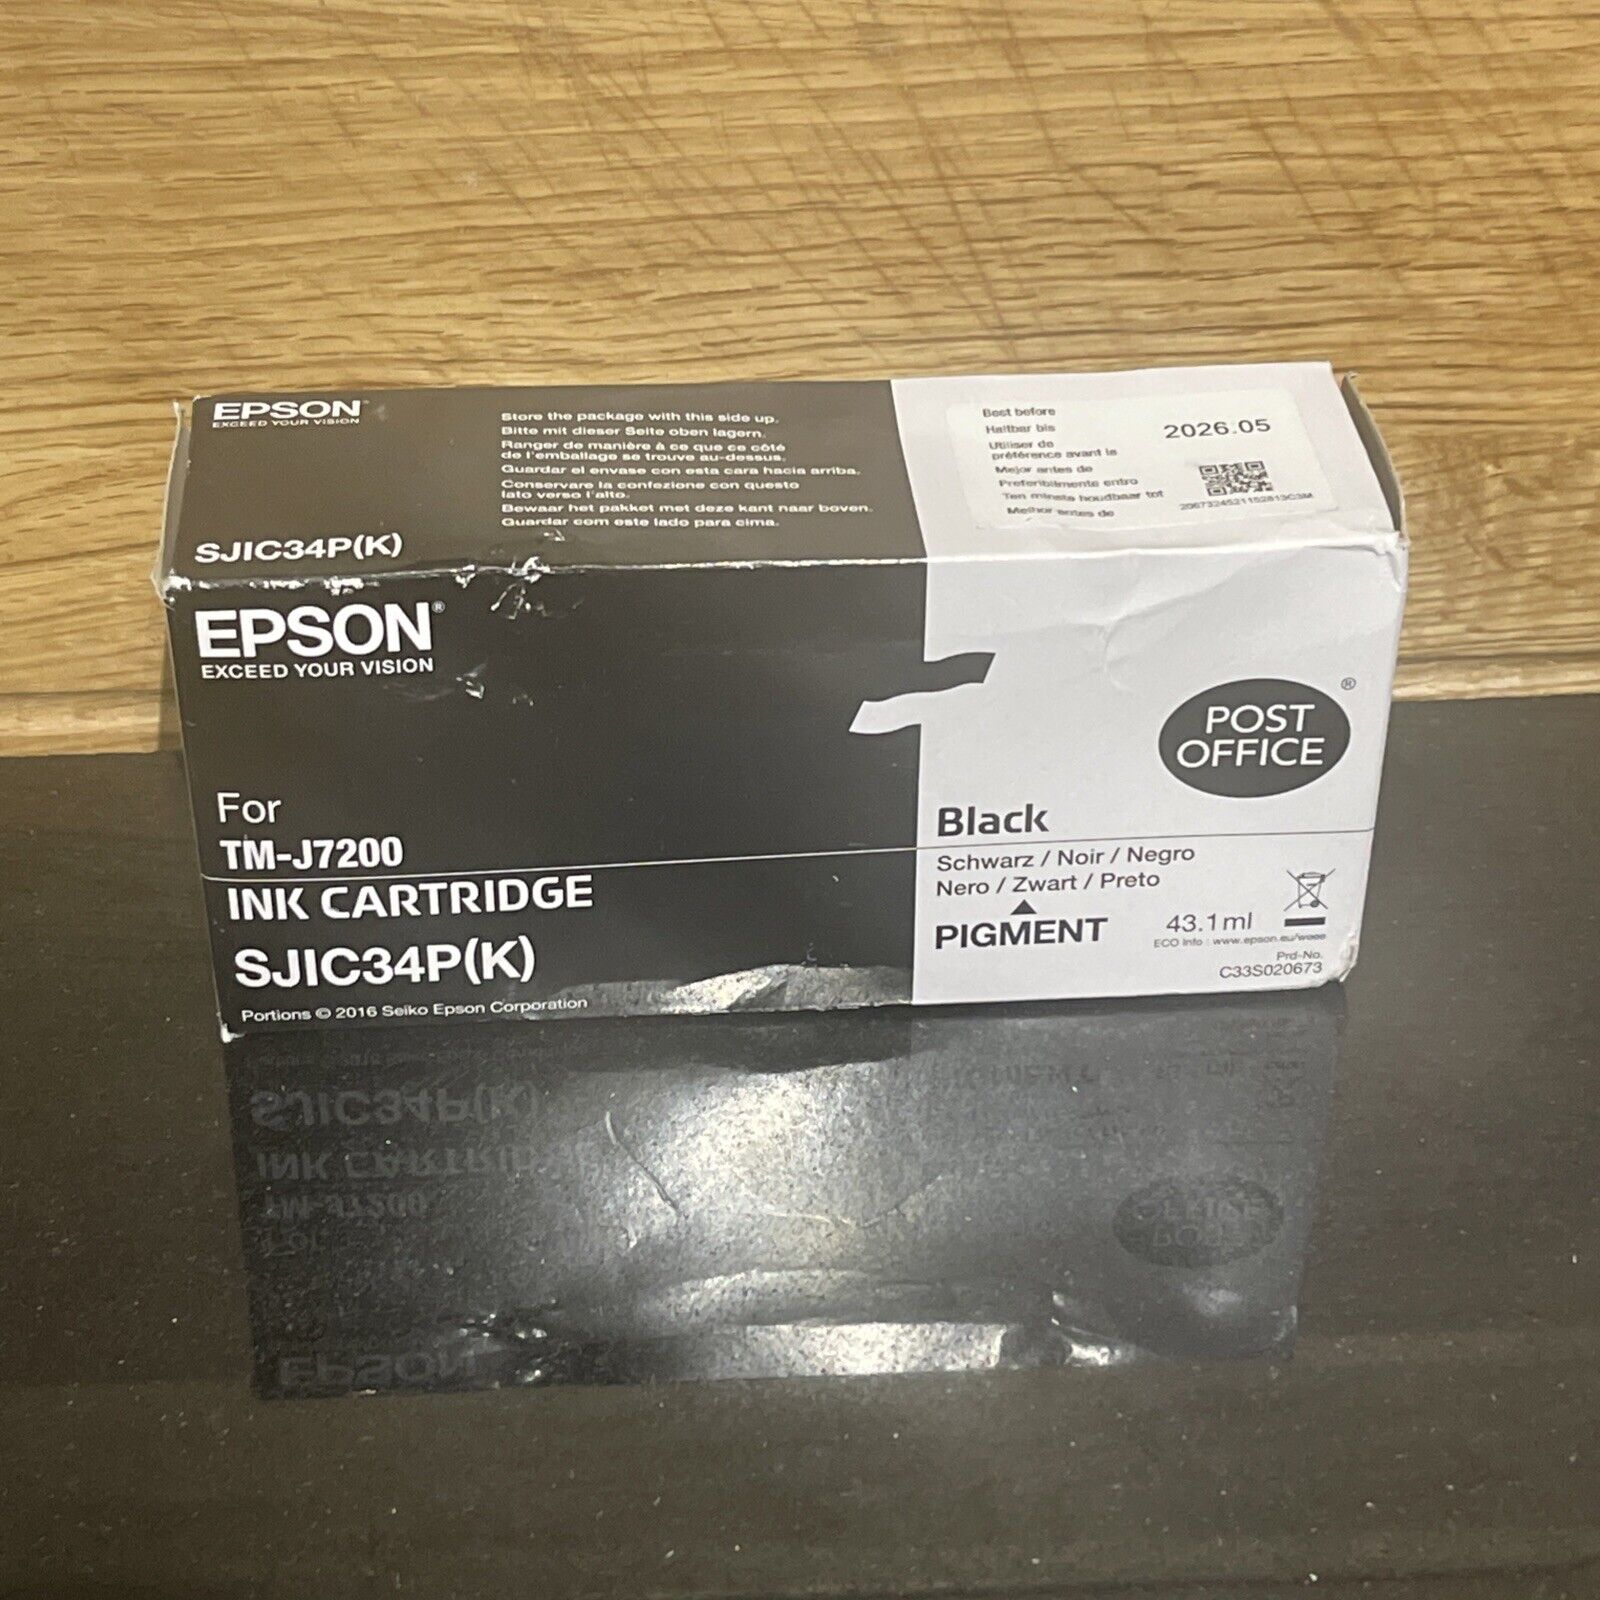 EPSON
EXCEED YOUR VISION
Store the package with this side up.
Bitte mit dieser Seite oben lagern.
Ranger de manière à ce que ce côté
de l'emballage se trouve au-dessus.
Guardar el envase con esta cara hacia arriba.
Conservare la confezione con questo
lato verso l'alto.
Bewaar het pakket met deze kant naar boven.
Guardar com este lado para cima.
SJIC34P(K)
Best before
Haltbar bis
Utiliser de
préférence avant le
Mejor antes de
Preferibilmente entro
Ten minste houdbaar tot
Melhor antes de
2026.05
EPSON®
EXCEED YOUR VISION
For
TM-J7200
INK CARTRIDGE
SJIC34P(K)
Portions © 2016 Seiko Epson Corporation
POST
OFFICE
®
Black
Schwarz / Noir / Negro
Nero / Zwart / Preto
PIGMENT
43.1ml
ECO Info : www.epson.eu/weee
Prd-No.
C33S020673